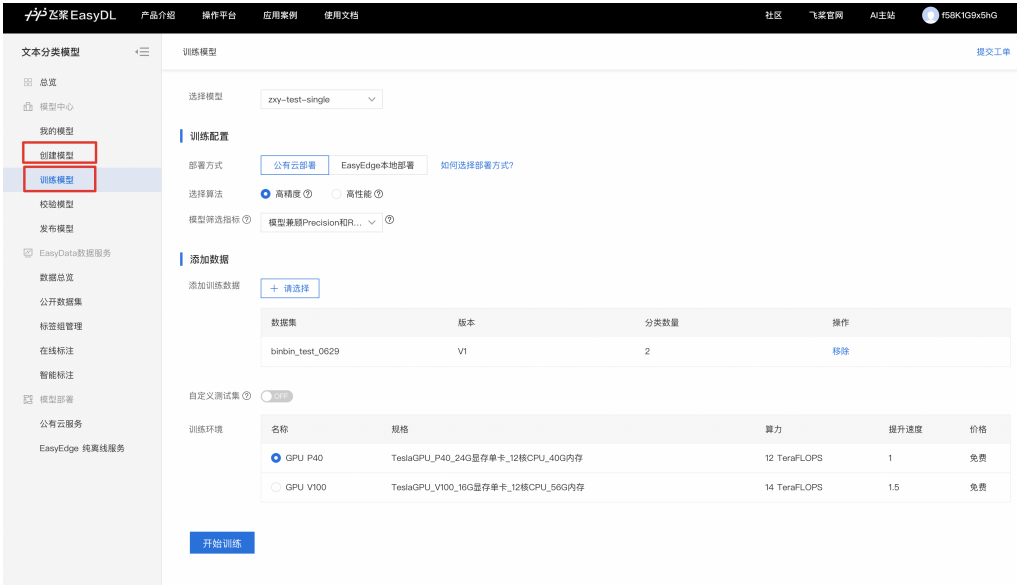 飞桨EasyDL 产品介绍 操作平台 应用案例 使用文档 社区 飞桨官网 AI主站 f58K1G9x5hG
文本分类模型
训练模型 提交工单
总览
模型中心
我的模型
创建模型
训练模型
校验模型
发布模型
EasyData数据服务
数据总览
公开数据集
标签组管理
在线标注
智能标注
模型部署
公有云服务
EasyEdge 纯离线服务
选择模型 zxy-test-single
训练配置
部署方式 公有云部署 EasyEdge本地部署 如何选择部署方式?
选择算法 高精度 ? 高性能 ?
模型筛选指标 ? 模型兼顾Precision和R... ?
添加数据
添加训练数据 + 请选择
数据集 版本 分类数量 操作
binbin_test_0629 V1 2 移除
自定义测试集 ? OFF
训练环境 名称 规格 算力 提升速度 价格
GPU P40 TeslaGPU_P40_24G显存单卡_12核CPU_40G内存 12 TeraFLOPS 1 免费
GPU V100 TeslaGPU_V100_16G显存单卡_12核CPU_56G内存 14 TeraFLOPS 1.5 免费
开始训练